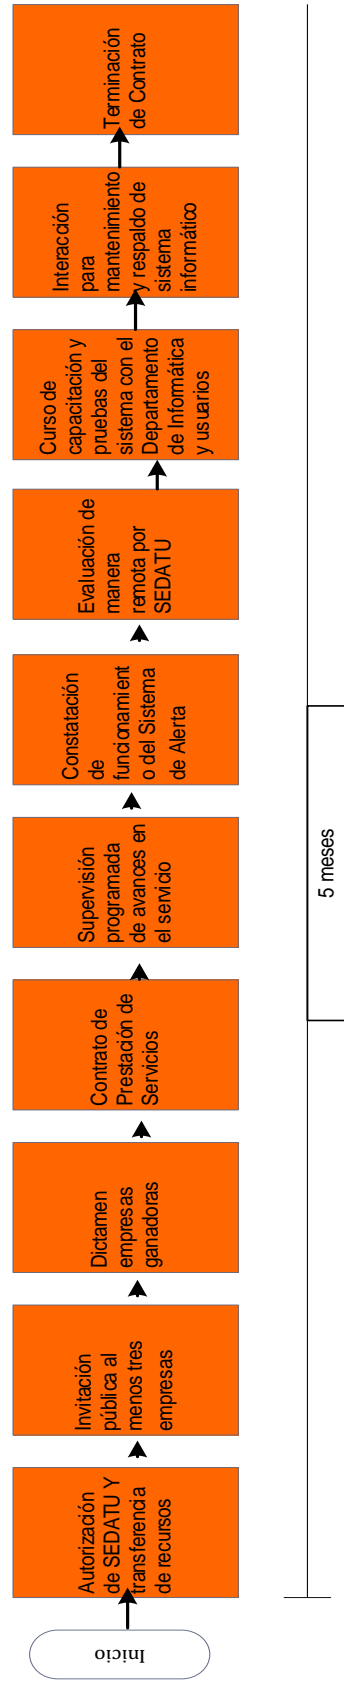 Inicio
Autorización
de SEDATU Y
transferencia
de recursos
Invitación
pública al
menos tres
empresas
Dictamen
empresas
ganadoras
Contrato de
Prestación de
Servicios
Supervisión
programada
de avances en
el servicio
Constatación
de
funcionamient
o del Sistema
de Alerta
Evaluación de
manera
remota por
SEDATU
Curso de
capacitación y
pruebas del
sistema con el
Departamento
de Informática
y usuarios
Interacción
para
mantenimiento
y respaldo de
sistema
informático
Terminación
de Contrato
5 meses